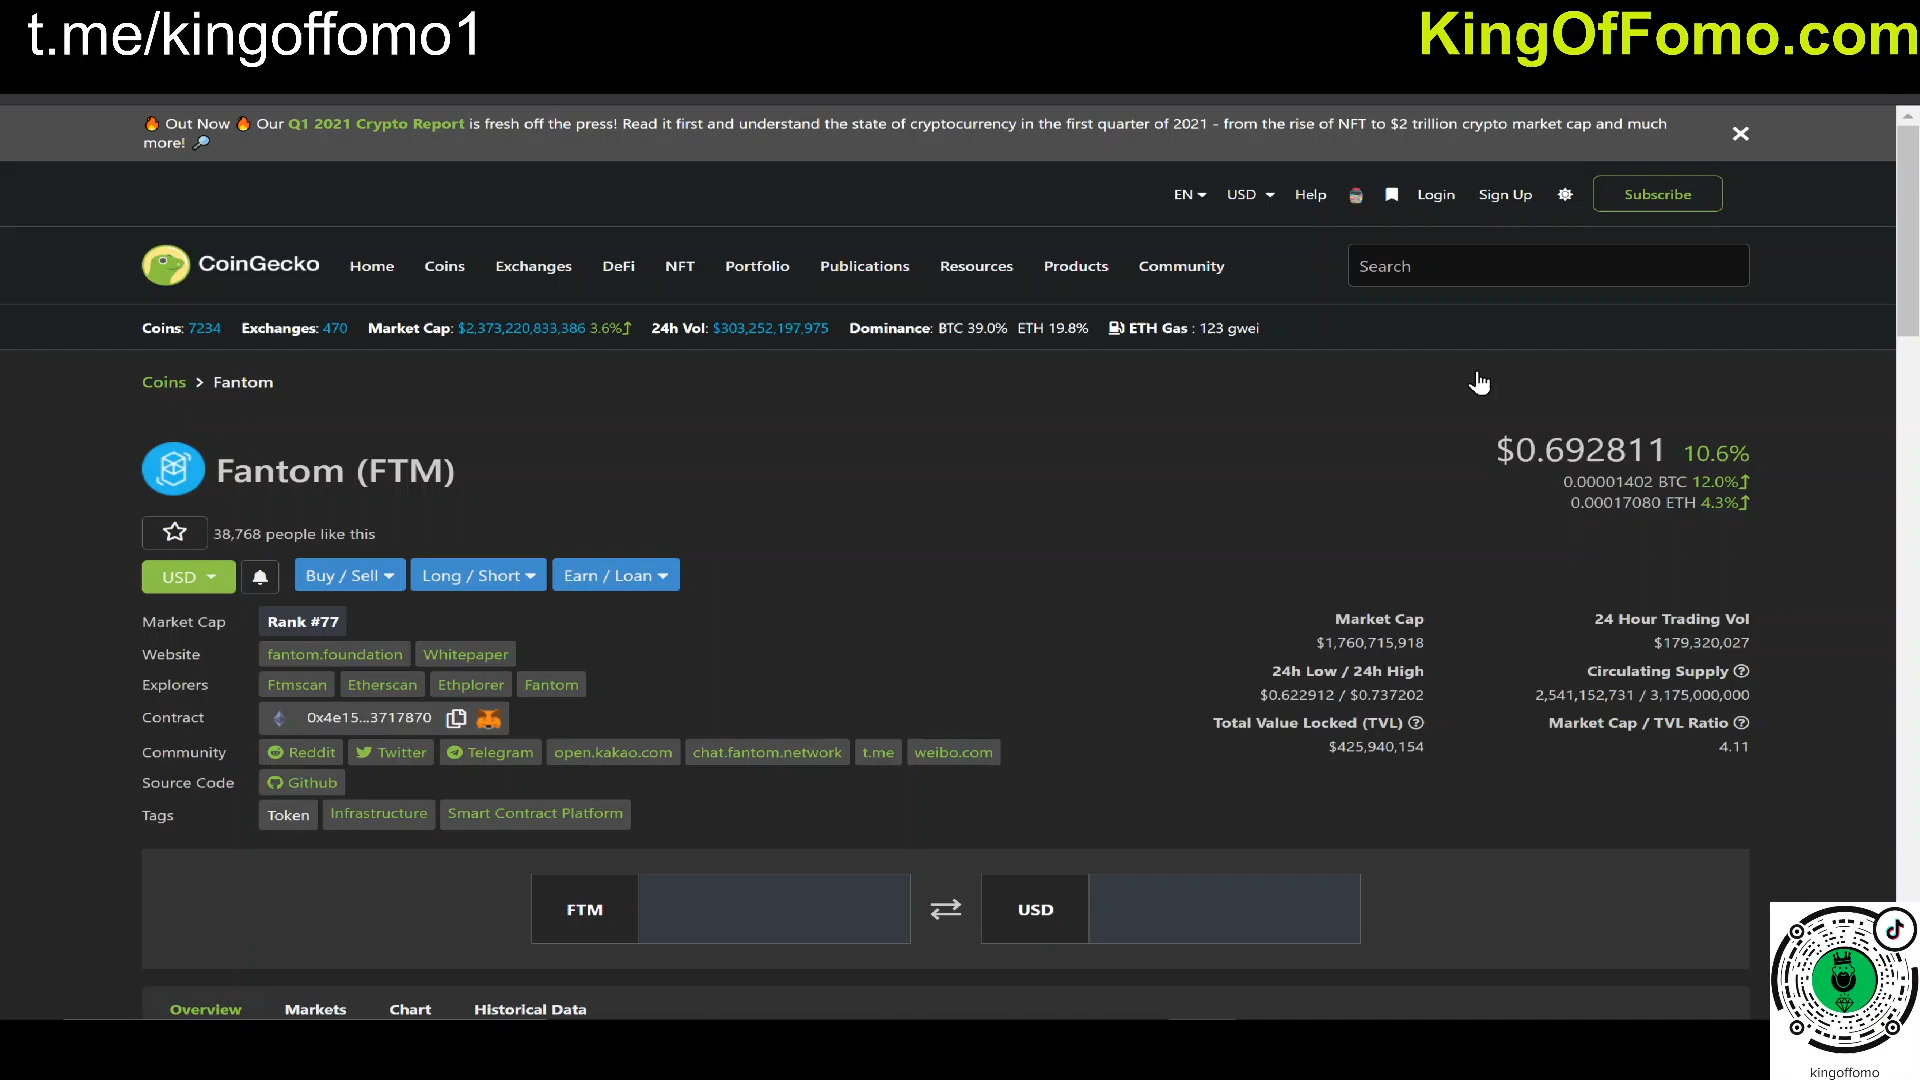 t.me/kingoffomo1
KingOfFomo.com
Out Now Our Q1 2021 Crypto Report is fresh off the press! Read it first and understand the state of cryptocurrency in the first quarter of 2021 - from the rise of NFT to $2 trillion crypto market cap and much
more!
EN USD Help Login Sign Up Subscribe
CoinGecko Home Coins Exchanges DeFi NFT Portfolio Publications Resources Products Community Search
Coins: 7234 Exchanges: 470 Market Cap: $2,373,220,833,386 3.6% 24h Vol: $303,252,197,975 Dominance: BTC 39.0% ETH 19.8% ETH Gas : 123 gwei
Coins > Fantom
Fantom (FTM)
$0.692811 10.6%
0.00001402 BTC 12.0%
0.00017080 ETH 4.3%
38,768 people like this
USD Buy / Sell Long / Short Earn / Loan
Market Cap Rank #77
Website fantom.foundation Whitepaper
Explorers Ftmscan Etherscan Ethplorer Fantom
Contract 0x4e15...3717870
Community Reddit Twitter Telegram open.kakao.com chat.fantom.network t.me weibo.com
Source Code Github
Tags Token Infrastructure Smart Contract Platform
Market Cap
$1,760,715,918
24 Hour Trading Vol
$179,320,027
24h Low / 24h High
$0.622912 / $0.737202
Circulating Supply
2,541,152,731 / 3,175,000,000
Total Value Locked (TVL)
$425,940,154
Market Cap / TVL Ratio
4.11
FTM USD
Overview Markets Chart Historical Data
kingoffomo